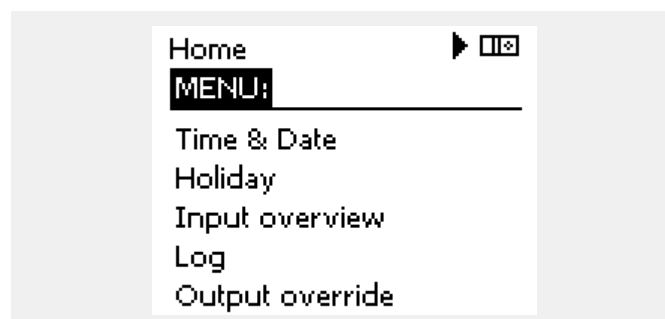 Home
MENU:
Time & Date
Holiday
Input overview
Log
Output override